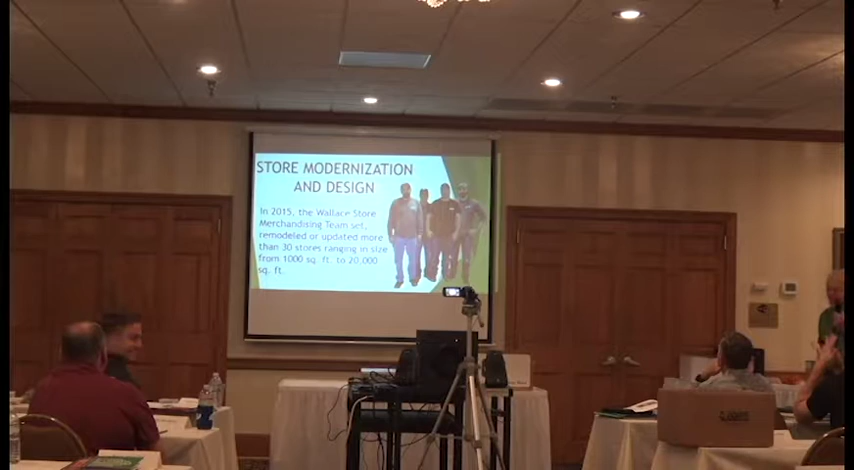 STORE MODERNIZATION
AND DESIGN
In 2015, the Wallace Store
Merchandising Team set,
remodeled or updated more
than 30 stores ranging in size
from 1000 sq. ft. to 20,000
sq. ft.